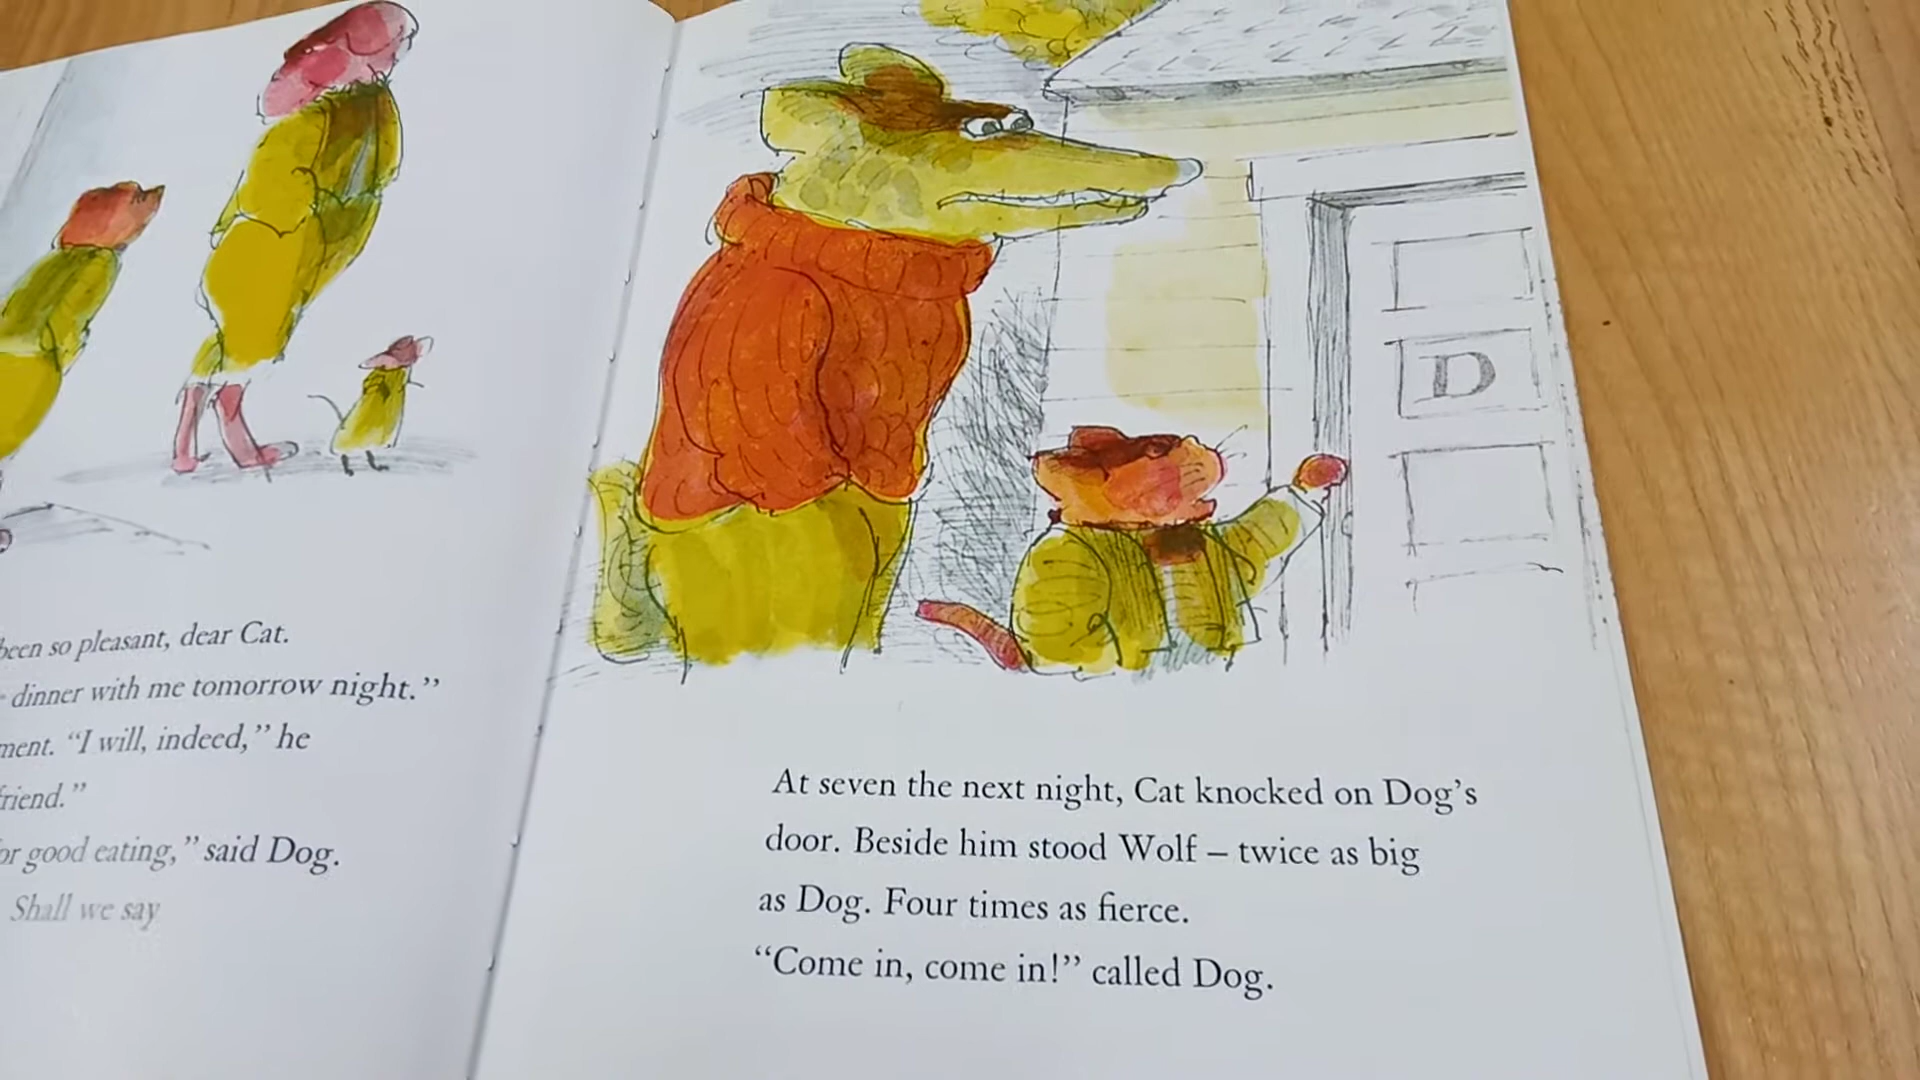 been so pleasant, dear Cat.
dinner with me tomorrow night.”
“I will, indeed,” he
friend.”
or good eating,” said Dog.
Shall we say
D
At seven the next night, Cat knocked on Dog’s
door. Beside him stood Wolf – twice as big
as Dog. Four times as fierce.
“Come in, come in!” called Dog.